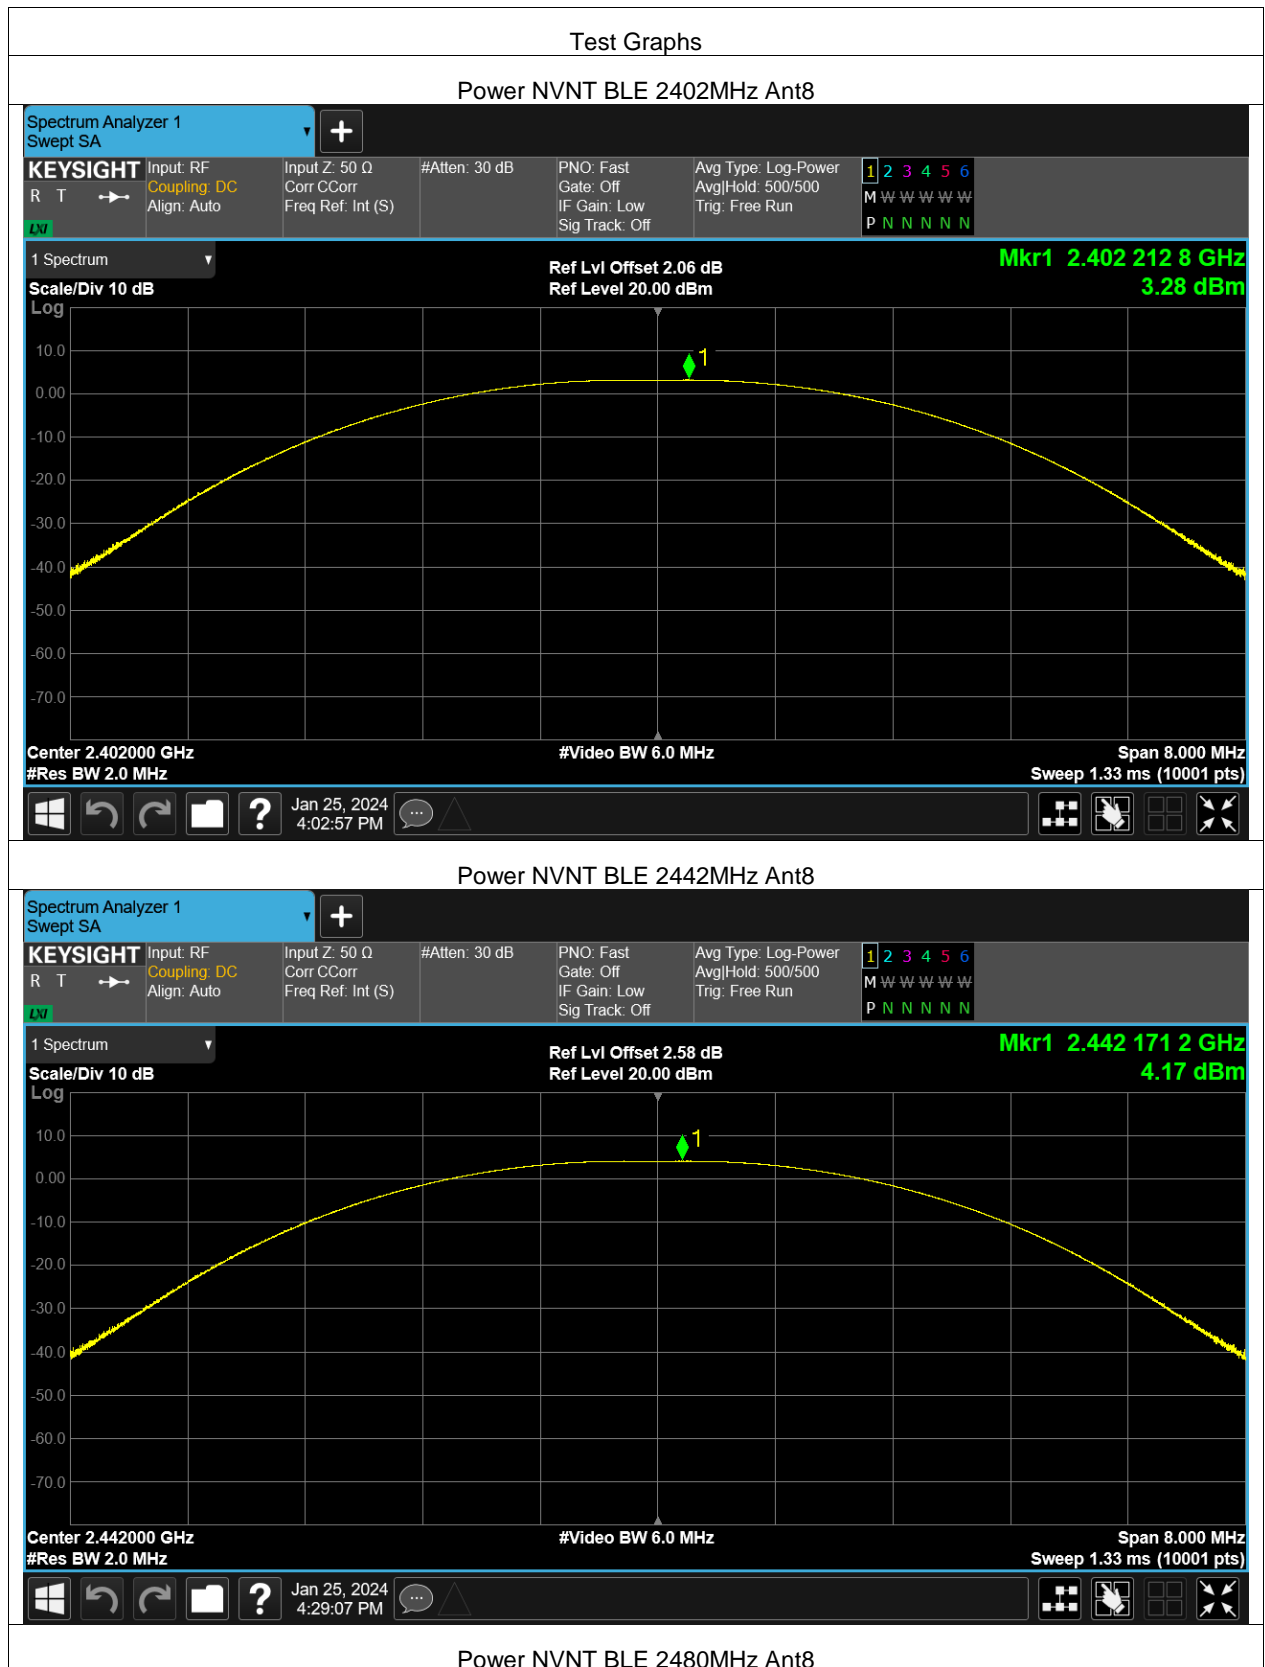 Test Graphs
Power NVNT BLE 2402MHz Ant8
Spectrum Analyzer 1
Swept SA
KEYSIGHT
R T
LXI
Input: RF
Coupling: DC
Align: Auto
Input Z: 50 Ω
Corr CCorr
Freq Ref: Int (S)
#Atten: 30 dB
PNO: Fast
Gate: Off
IF Gain: Low
Sig Track: Off
Avg Type: Log-Power
Avg|Hold: 500/500
Trig: Free Run
1 2 3 4 5 6
M W W W W W
P N N N N N
1 Spectrum
Scale/Div 10 dB
Ref Lvl Offset 2.06 dB
Ref Level 20.00 dBm
Mkr1 2.402 212 8 GHz
3.28 dBm
Log
1
10.0
0.00
-10.0
-20.0
-30.0
-40.0
-50.0
-60.0
-70.0
Center 2.402000 GHz
#Res BW 2.0 MHz
#Video BW 6.0 MHz
Span 8.000 MHz
Sweep 1.33 ms (10001 pts)
?
Jan 25, 2024
4:02:57 PM
Power NVNT BLE 2442MHz Ant8
Spectrum Analyzer 1
Swept SA
KEYSIGHT
R T
LXI
Input: RF
Coupling: DC
Align: Auto
Input Z: 50 Ω
Corr CCorr
Freq Ref: Int (S)
#Atten: 30 dB
PNO: Fast
Gate: Off
IF Gain: Low
Sig Track: Off
Avg Type: Log-Power
Avg|Hold: 500/500
Trig: Free Run
1 2 3 4 5 6
M W W W W W
P N N N N N
1 Spectrum
Scale/Div 10 dB
Ref Lvl Offset 2.58 dB
Ref Level 20.00 dBm
Mkr1 2.442 171 2 GHz
4.17 dBm
Log
1
10.0
0.00
-10.0
-20.0
-30.0
-40.0
-50.0
-60.0
-70.0
Center 2.442000 GHz
#Res BW 2.0 MHz
#Video BW 6.0 MHz
Span 8.000 MHz
Sweep 1.33 ms (10001 pts)
?
Jan 25, 2024
4:29:07 PM
Power NVNT BLE 2480MHz Ant8